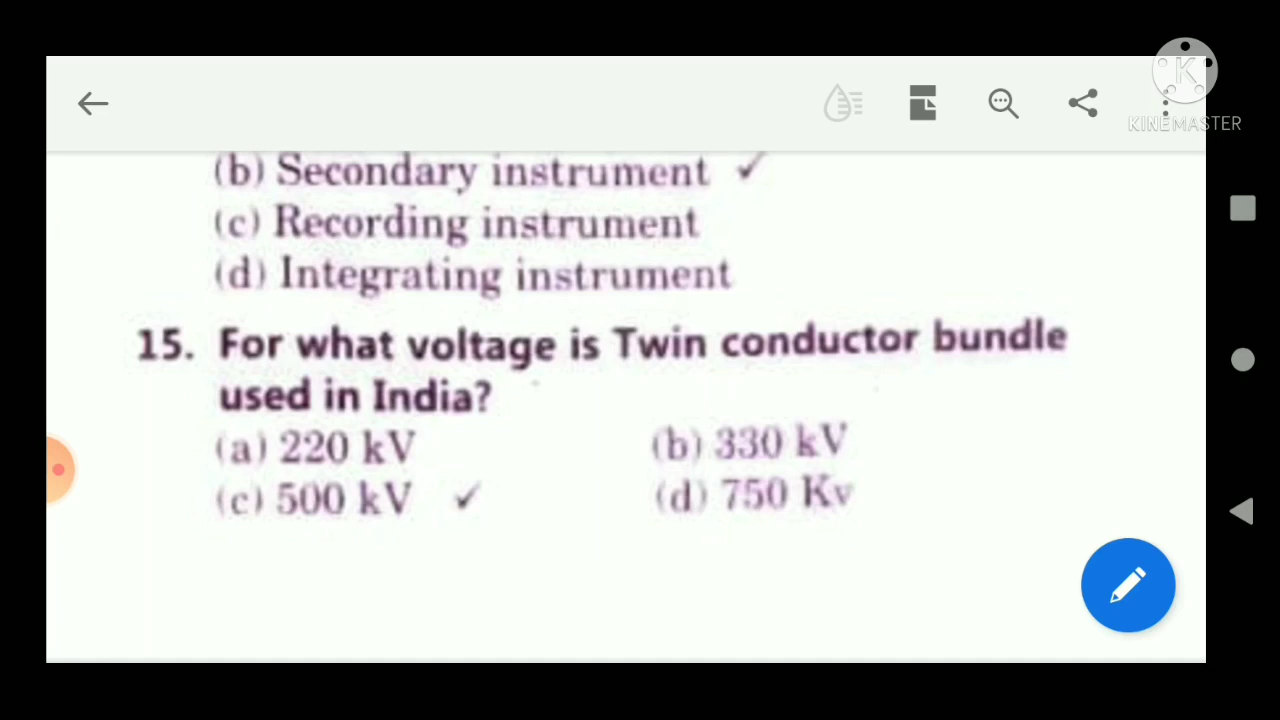 KINEMASTER
(b) Secondary instrument ✓
(c) Recording instrument
(d) Integrating instrument
15. For what voltage is Twin conductor bundle
used in India?
(a) 220 kV (b) 330 kV
(c) 500 kV ✓ (d) 750 Kv